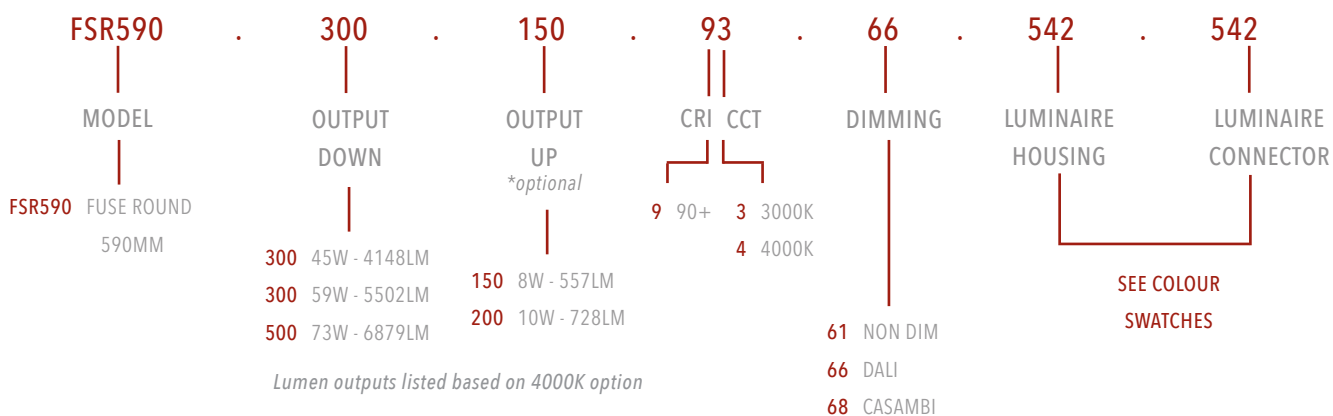 FSR590 . 300 . 150 . 93 . 66 . 542 . 542
MODEL
FSR590 FUSE ROUND
590MM
OUTPUT
DOWN
300 45W - 4148LM
300 59W - 5502LM
500 73W - 6879LM
OUTPUT
UP
*optional
150 8W - 557LM
200 10W - 728LM
Lumen outputs listed based on 4000K option
CRI CCT
9 90+
3 3000K
4 4000K
DIMMING
61 NON DIM
66 DALI
68 CASAMBI
LUMINAIRE
HOUSING
LUMINAIRE
CONNECTOR
SEE COLOUR
SWATCHES